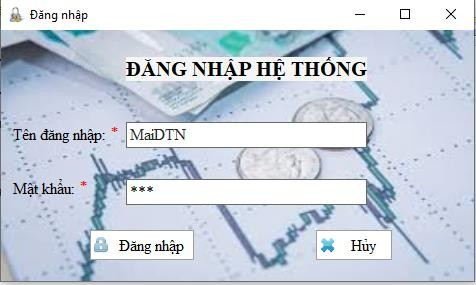 Đăng nhập
ĐĂNG NHẬP HỆ THỐNG
Tên đăng nhập: * MaiDTN
Mật khẩu: * ***
Đăng nhập Hủy